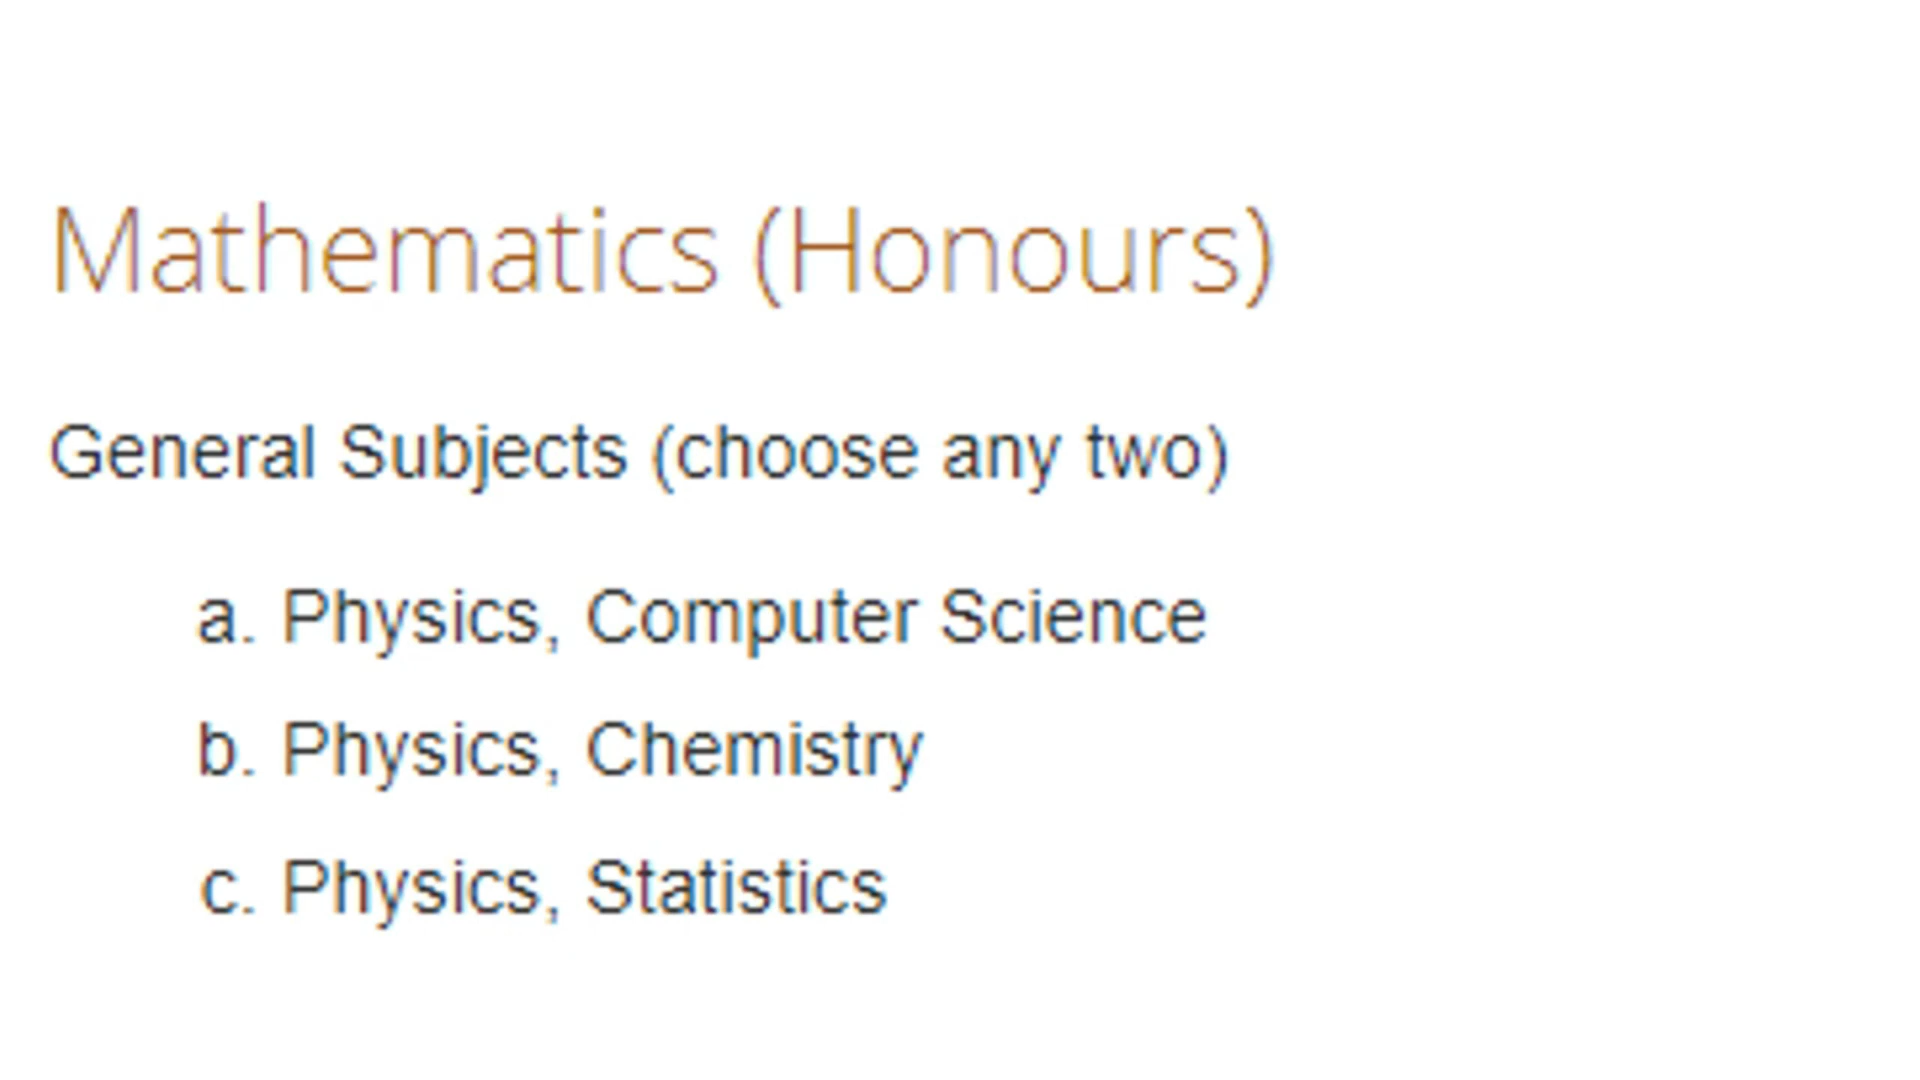 Mathematics (Honours)
General Subjects (choose any two)
a. Physics, Computer Science
b. Physics, Chemistry
c. Physics, Statistics